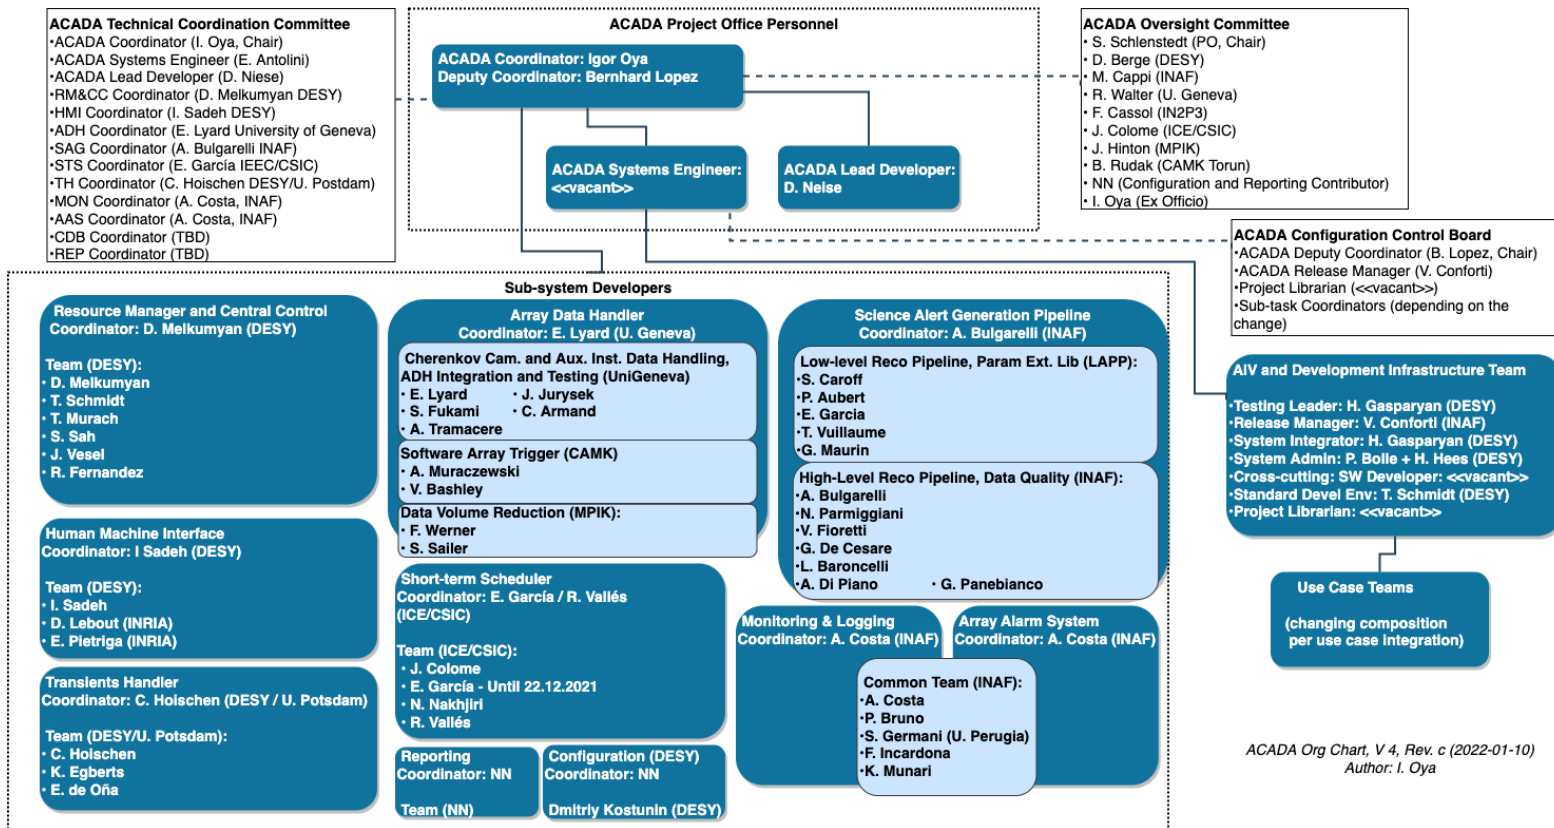 ACADA Technical Coordination Committee
•ACADA Coordinator (I. Oya, Chair)
•ACADA Systems Engineer (E. Antolini)
•ACADA Lead Developer (D. Niese)
•RM&CC Coordinator (D. Melkumyan DESY)
•HMI Coordinator (I. Sadeh DESY)
•ADH Coordinator (E. Lyard University of Geneva)
•SAG Coordinator (A. Bulgarelli INAF)
•STS Coordinator (E. García IEEC/CSIC)
•TH Coordinator (C. Hoischen DESY/U. Postdam)
•MON Coordinator (A. Costa, INAF)
•AAS Coordinator (A. Costa, INAF)
•CDB Coordinator (TBD)
•REP Coordinator (TBD)
ACADA Project Office Personnel
ACADA Coordinator: Igor Oya
Deputy Coordinator: Bernhard Lopez
ACADA Systems Engineer:
<<vacant>>
ACADA Lead Developer:
D. Neise
ACADA Oversight Committee
• S. Schlenstedt (PO, Chair)
• D. Berge (DESY)
• M. Cappi (INAF)
• R. Walter (U. Geneva)
• F. Cassol (IN2P3)
• J. Colome (ICE/CSIC)
• J. Hinton (MPIK)
• B. Rudak (CAMK Torun)
• NN (Configuration and Reporting Contributor)
• I. Oya (Ex Officio)
ACADA Configuration Control Board
•ACADA Deputy Coordinator (B. Lopez, Chair)
•ACADA Release Manager (V. Conforti)
•Project Librarian (<<vacant>>)
•Sub-task Coordinators (depending on the
change)
Sub-system Developers
Resource Manager and Central Control
Coordinator: D. Melkumyan (DESY)
Team (DESY):
• D. Melkumyan
• T. Schmidt
• T. Murach
• S. Sah
• J. Vesel
• R. Fernandez
Human Machine Interface
Coordinator: I Sadeh (DESY)
Team (DESY):
• I. Sadeh
• D. Lebout (INRIA)
• E. Pietriga (INRIA)
Transients Handler
Coordinator: C. Hoischen (DESY / U. Potsdam)
Team (DESY/U. Potsdam):
• C. Hoischen
• K. Egberts
• E. de Oña
Array Data Handler
Coordinator: E. Lyard (U. Geneva)
Cherenkov Cam. and Aux. Inst. Data Handling,
ADH Integration and Testing (UniGeneva)
• E. Lyard • J. Jurysek
• S. Fukami • C. Armand
• A. Tramacere
Software Array Trigger (CAMK)
• A. Muraczewski
• V. Bashley
Data Volume Reduction (MPIK):
• F. Werner
• S. Sailer
Short-term Scheduler
Coordinator: E. García / R. Vallés
(ICE/CSIC)
Team (ICE/CSIC):
• J. Colome
• E. García - Until 22.12.2021
• N. Nakhjiri
• R. Vallés
Reporting
Coordinator: NN
Team (NN)
Configuration (DESY)
Coordinator: NN
Dmitriy Kostunin (DESY)
Science Alert Generation Pipeline
Coordinator: A. Bulgarelli (INAF)
Low-level Reco Pipeline, Param Ext. Lib (LAPP):
•S. Caroff
•P. Aubert
•E. Garcia
•T. Vuillaume
•G. Maurin
High-Level Reco Pipeline, Data Quality (INAF):
•A. Bulgarelli
•N. Parmiggiani
•V. Fioretti
•G. De Cesare
•L. Baroncelli
•A. Di Piano • G. Panebianco
Monitoring & Logging
Coordinator: A. Costa (INAF)
Array Alarm System
Coordinator: A. Costa (INAF)
Common Team (INAF):
•A. Costa
•P. Bruno
•S. Germani (U. Perugia)
•F. Incardona
•K. Munari
AIV and Development Infrastructure Team
•Testing Leader: H. Gasparyan (DESY)
•Release Manager: V. Conforti (INAF)
•System Integrator: H. Gasparyan (DESY)
•System Admin: P. Bolle + H. Hees (DESY)
•Cross-cutting: SW Developer: <<vacant>>
•Standard Devel Env: T. Schmidt (DESY)
•Project Librarian: <<vacant>>
Use Case Teams
(changing composition
per use case integration)
ACADA Org Chart, V 4, Rev. c (2022-01-10)
Author: I. Oya